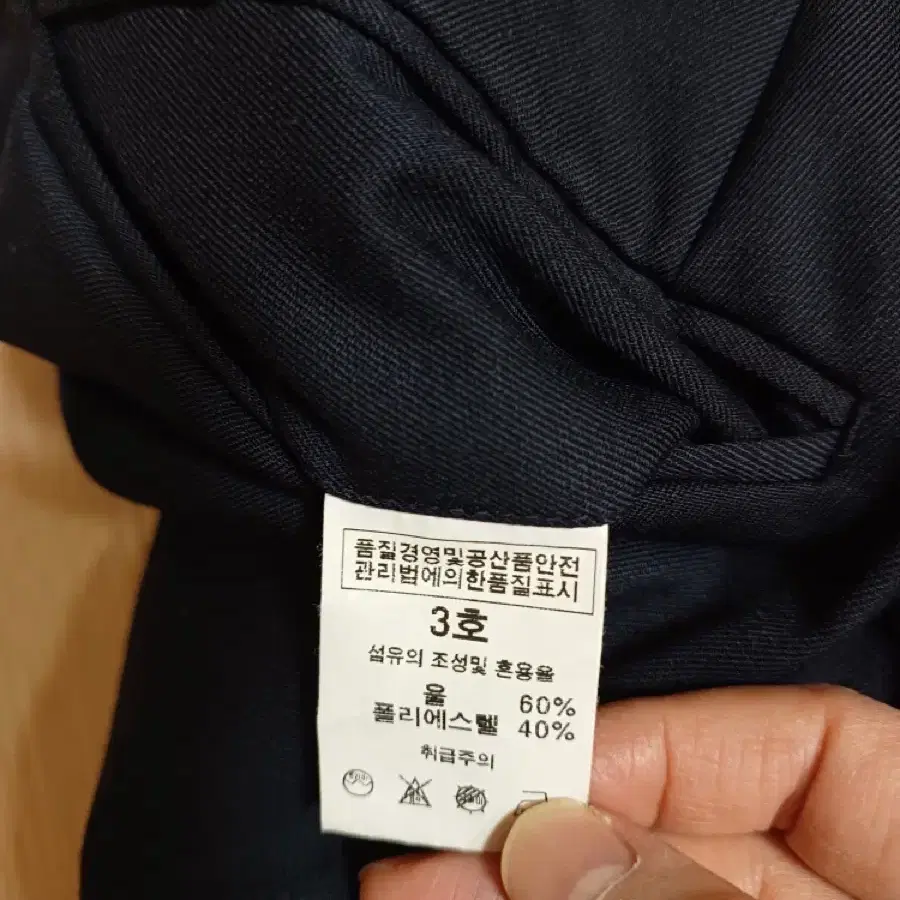 품질경영및공산품안전
관리법에의한품질표시
3호
섬유의 조성및 혼용율
울 60%
폴리에스텔 40%
취급주의